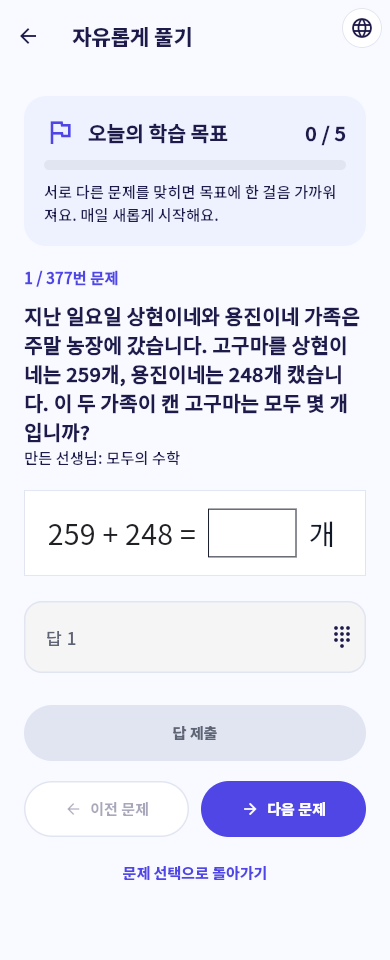 자유롭게 풀기
오늘의 학습 목표
0 / 5
서로 다른 문제를 맞히면 목표에 한 걸음 가까워
져요. 매일 새롭게 시작해요.
1 / 377번 문제
지난 일요일 상현이네와 용진이네 가족은
주말 농장에 갔습니다. 고구마를 상현이
네는 259개, 용진이네는 248개 캤습니
다. 이 두 가족이 캔 고구마는 모두 몇 개
입니까?
만든 선생님: 모두의 수학
259 + 248 = 개
답 1
답 제출
이전 문제
다음 문제
문제 선택으로 돌아가기